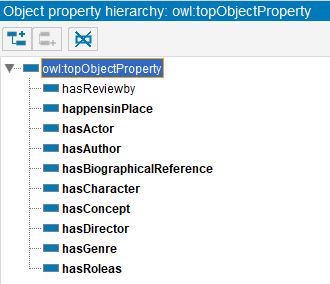 Object property hierarchy: owl:topObjectProperty
owl:topObjectProperty
hasReviewby
happensinPlace
hasActor
hasAuthor
hasBiographicalReference
hasCharacter
hasConcept
hasDirector
hasGenre
hasRoleas